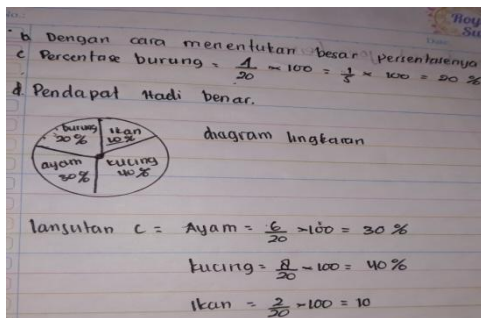 b Dengan cara menentukan besar persentasenya
c Percentase burung = 4/20 × 100 = 1/5 × 100 = 20 %
d Pendapat Hadi benar.
burung 20%
Ikan 10%
ayam 30%
kucing 40%
diagram lingkaran
lansutan c = Ayam = 6/20 × 100 = 30 %
kucing = 8/20 × 100 = 40%
Ikan = 2/20 × 100 = 10